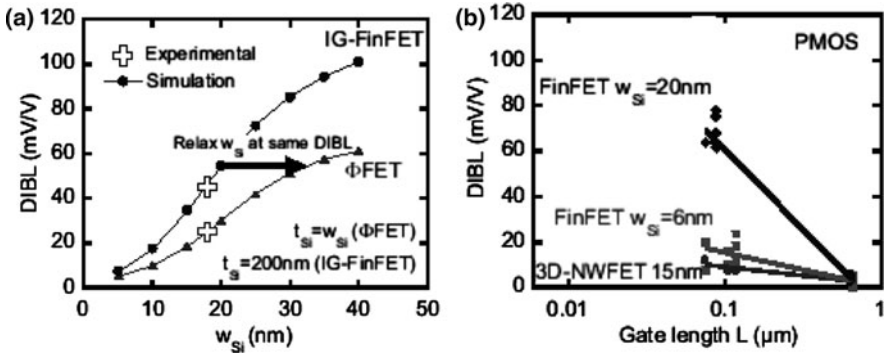 (a)
IG-FinFET
Experimental
Simulation
Relax wSi at same DIBL
ΦFET
tSi=wSi (ΦFET)
tSi=200nm (IG-FinFET)
DIBL (mV/V)
120
100
80
60
40
20
0
0 10 20 30 40 50
wSi (nm)
(b)
PMOS
FinFET wSi=20nm
FinFET wSi=6nm
3D-NWFET 15nm
DIBL (mV/V)
120
100
80
60
40
20
0
0.01 0.1 1
Gate length L (μm)